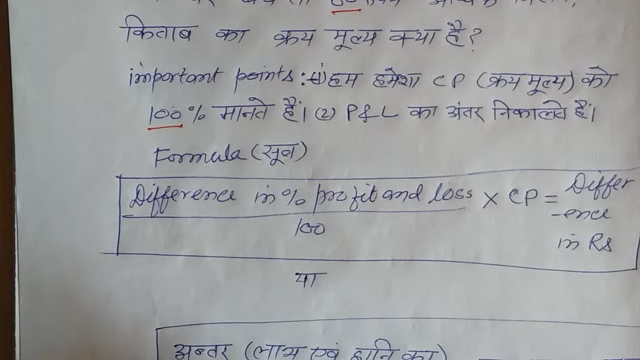 किताब का क्रय मूल्य क्या है?
important points:-(1) हम हमेशा CP (क्रय मूल्य) को
100% मानते हैं। (2) P&L का अंतर निकालते हैं।
Formula (सूत्र)
Difference in % profit and loss × CP = Differ
100
-ence
in Rs
या
अन्तर (लाभ एवं हानि का)